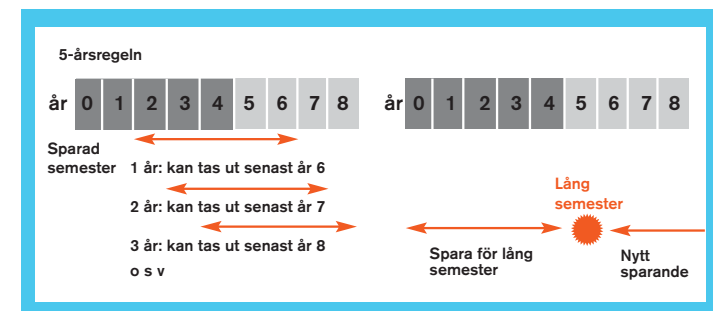 5-årsregeln
år 0 1 2 3 4 5 6 7 8
Sparad
semester
1 år: kan tas ut senast år 6
2 år: kan tas ut senast år 7
3 år: kan tas ut senast år 8
o s v
år 0 1 2 3 4 5 6 7 8
Lång
semester
Spara för lång
semester
Nytt
sparande